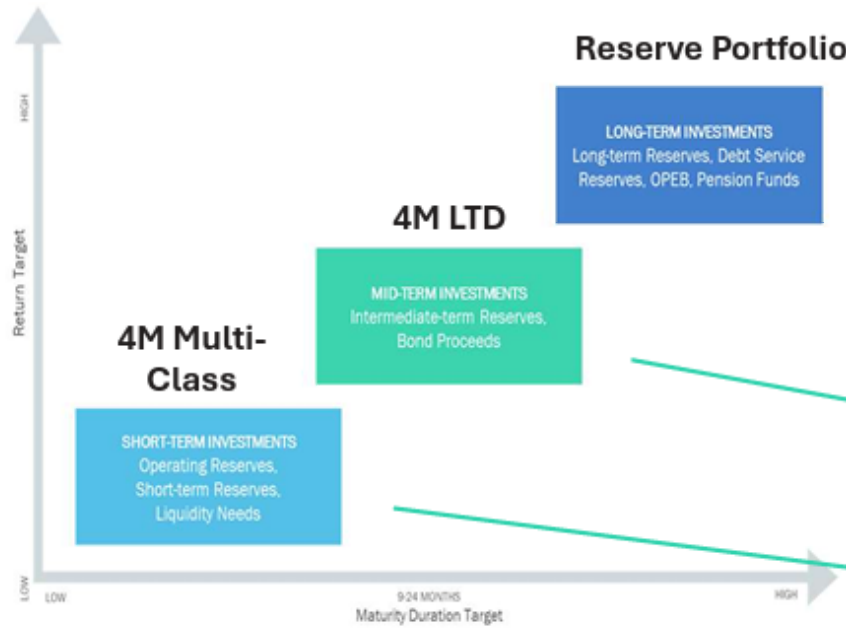 Reserve Portfolio
HIGH
LONG-TERM INVESTMENTS
Long-term Reserves, Debt Service
Reserves, OPEB, Pension Funds
4M LTD
Return Target
MID-TERM INVESTMENTS
Intermediate-term Reserves,
Bond Proceeds
4M Multi-
Class
SHORT-TERM INVESTMENTS
Operating Reserves,
Short-term Reserves,
Liquidity Needs
LOW
LOW
9-24 MONTHS
HIGH
Maturity Duration Target